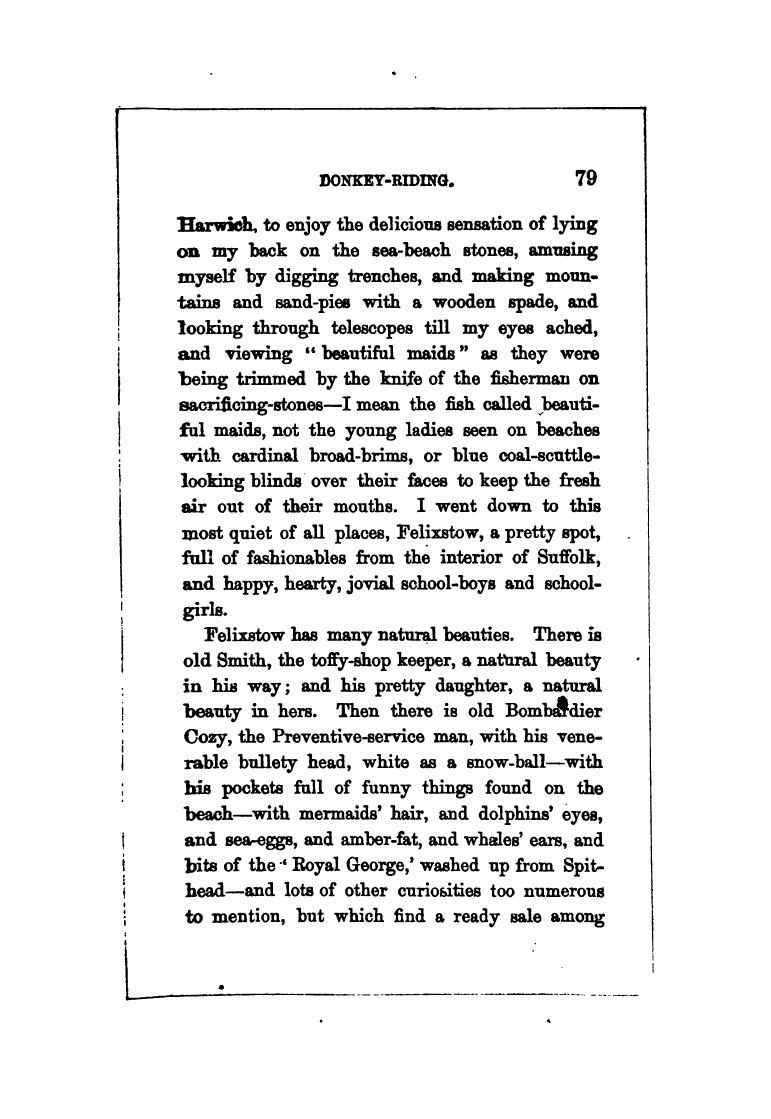 DONKEY-RIDING. 79
Harwich, to enjoy the delicious sensation of lying
on my back on the sea-beach stones, amusing
myself by digging trenches, and making moun-
tains and sand-pies with a wooden spade, and
looking through telescopes till my eyes ached,
and viewing “ beautiful maids ” as they were
being trimmed by the knife of the fisherman on
sacrificing-stones—I mean the fish called beauti-
ful maids, not the young ladies seen on beaches
with cardinal broad-brims, or blue coal-scuttle-
looking blinds over their faces to keep the fresh
air out of their mouths. I went down to this
most quiet of all places, Felixstow, a pretty spot,
full of fashionables from the interior of Suffolk,
and happy, hearty, jovial school-boys and school-
girls.
Felixstow has many natural beauties. There is
old Smith, the toffy-shop keeper, a natural beauty
in his way; and his pretty daughter, a natural
beauty in hers. Then there is old Bombardier
Cozy, the Preventive-service man, with his vene-
rable bullety head, white as a snow-ball—with
his pockets full of funny things found on the
beach—with mermaids’ hair, and dolphins’ eyes,
and sea-eggs, and amber-fat, and whales’ ears, and
bits of the ‘ Royal George,’ washed up from Spit-
head—and lots of other curiosities too numerous
to mention, but which find a ready sale among